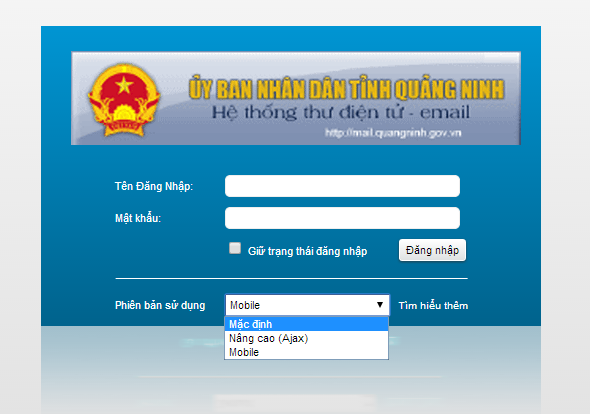 ỦY BAN NHÂN DÂN TỈNH QUẢNG NINH
Hệ thống thư điện tử - email
http://mail.quangninh.gov.vn
Tên Đăng Nhập:
Mật khẩu:
Giữ trạng thái đăng nhập Đăng nhập
Phiên bản sử dụng Mobile Tìm hiểu thêm
Mặc định
Nâng cao (Ajax)
Mobile